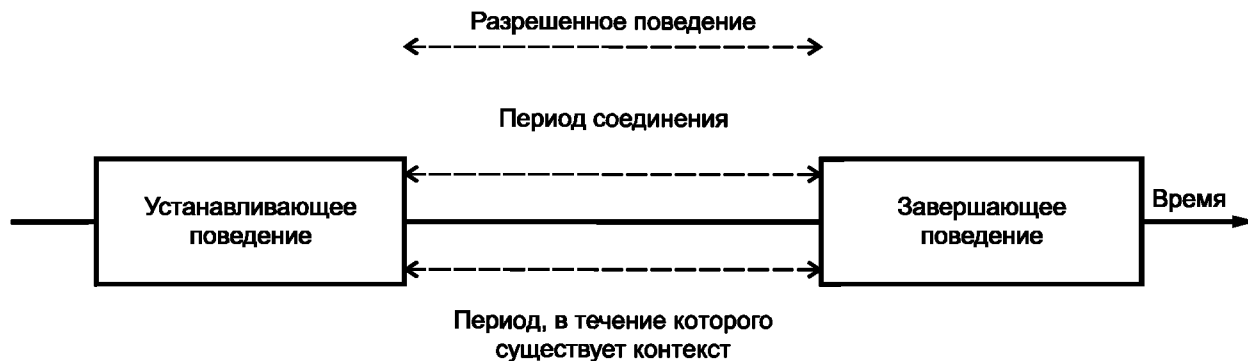 Разрешенное поведение
Период соединения
Устанавливающее
поведение
Завершающее
поведение
Время
Период, в течение которого
существует контекст